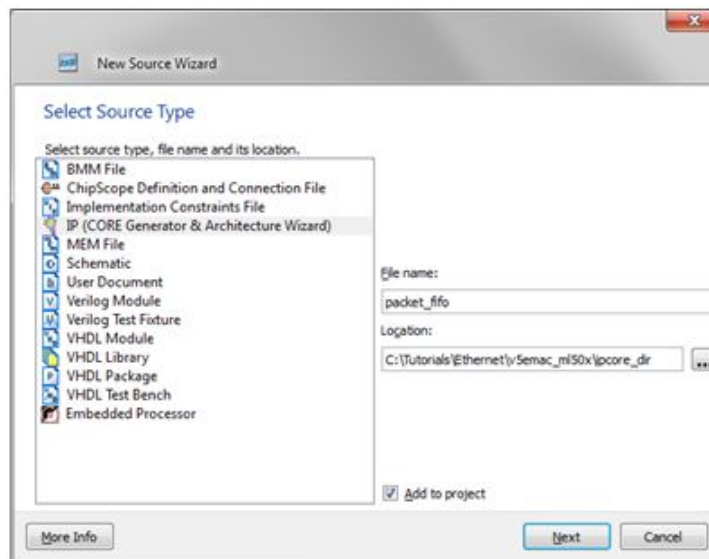 New Source Wizard
Select Source Type
Select source type, file name and its location.
BMM File
ChipScope Definition and Connection File
Implementation Constraints File
IP (CORE Generator & Architecture Wizard)
MEM File
Schematic
User Document
Verilog Module
Verilog Test Fixture
VHDL Module
VHDL Library
VHDL Package
VHDL Test Bench
Embedded Processor
File name:
packet_fifo
Location:
C:\Tutorials\Ethernet\v5emac_ml50x\ipcore_dir
...
Add to project
More Info
Next
Cancel